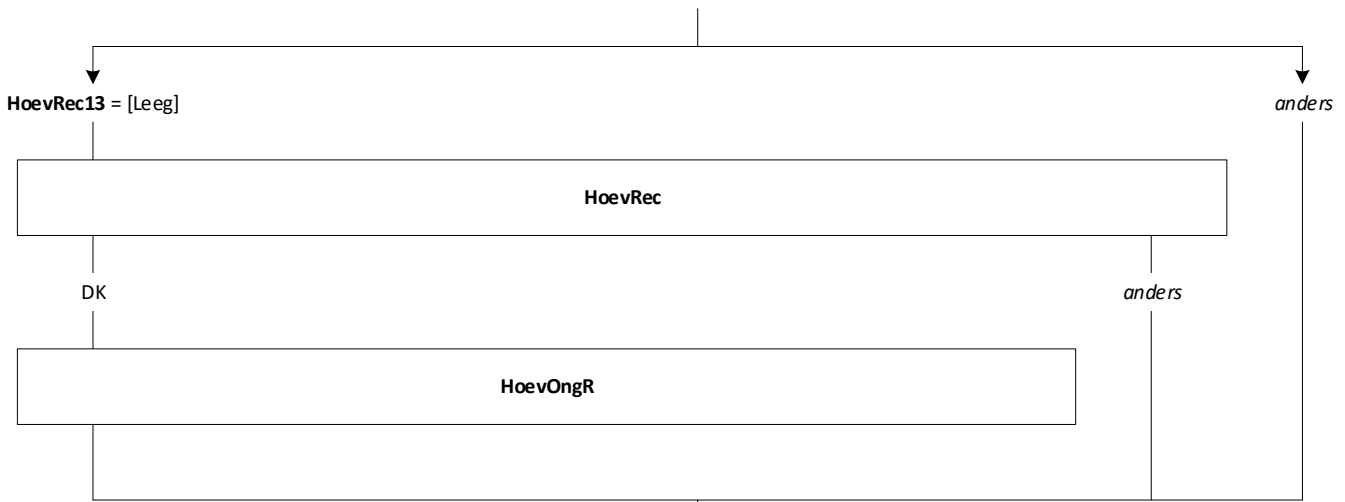 HoevRec13 = [Leeg]
anders
HoevRec
DK
anders
HoevOngR